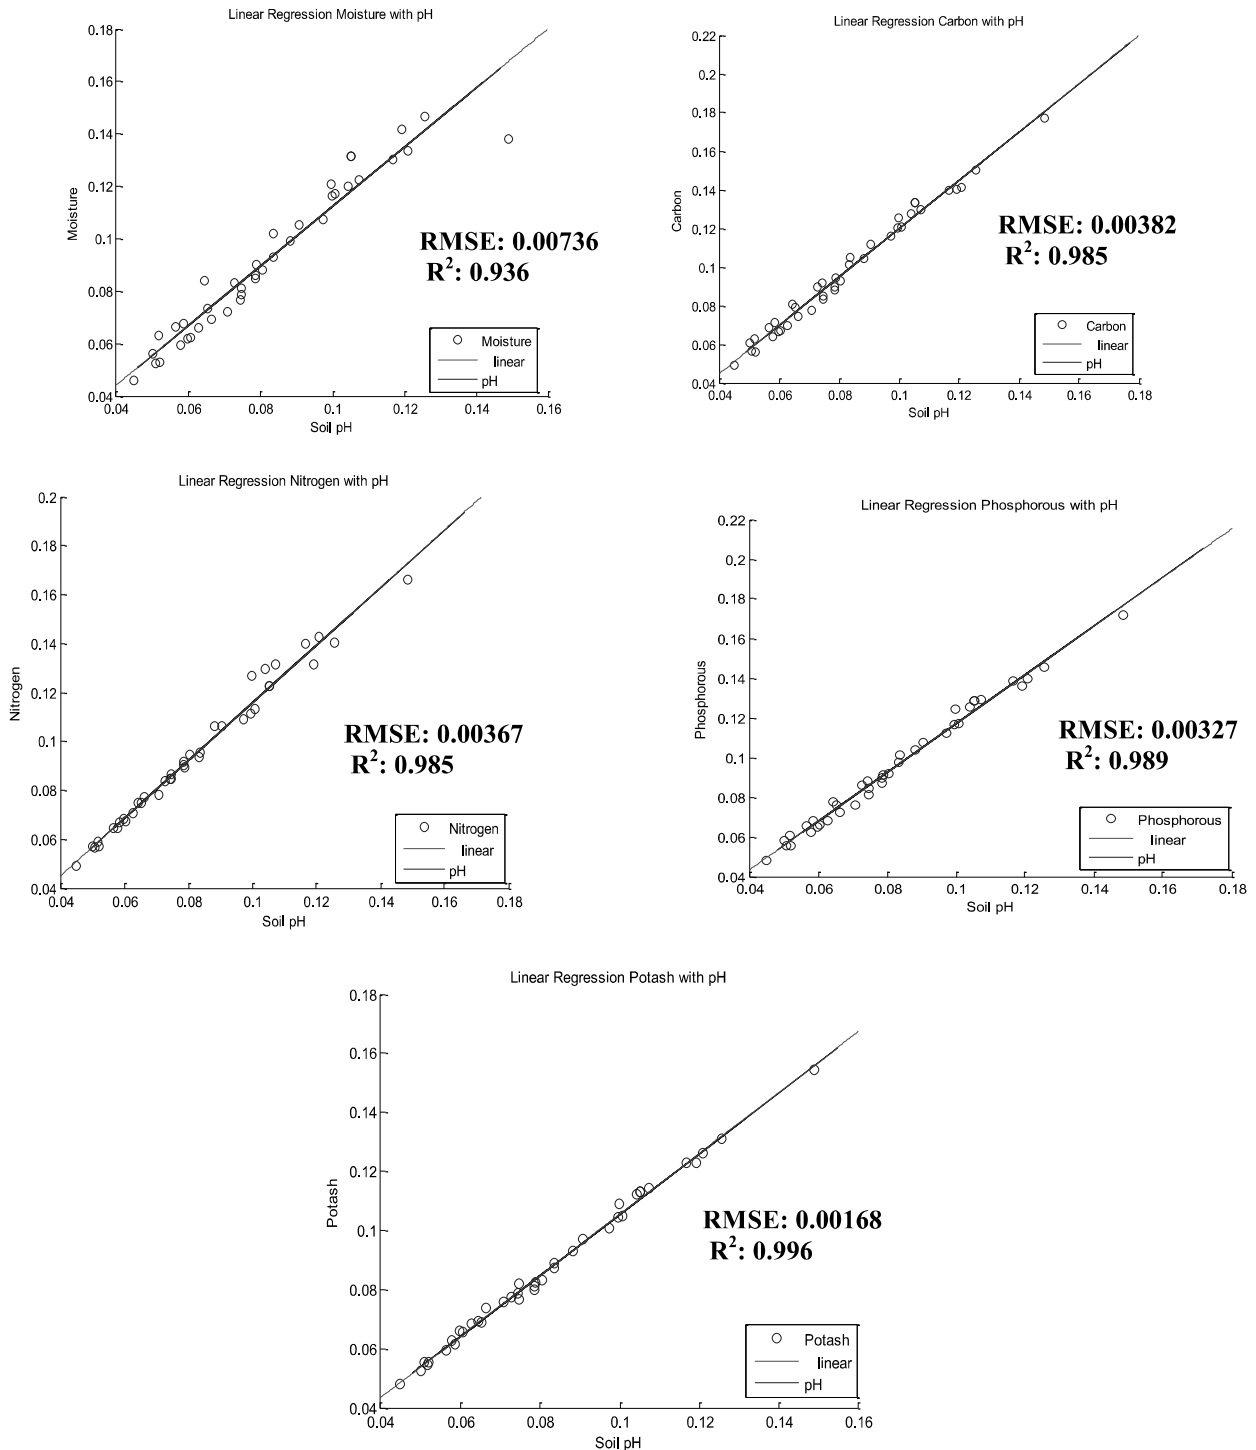 Linear Regression Moisture with pH
0.18
0.16
0.14
0.12
0.1
0.08
0.06
0.04
Moisture
RMSE: 0.00736
R²: 0.936
Moisture
linear
pH
0.04 0.06 0.08 0.1 0.12 0.14 0.16
Soil pH
Linear Regression Carbon with pH
0.22
0.2
0.18
0.16
0.14
0.12
0.1
0.08
0.06
0.04
Carbon
RMSE: 0.00382
R²: 0.985
Carbon
linear
pH
0.04 0.06 0.08 0.1 0.12 0.14 0.16 0.18
Soil pH
Linear Regression Nitrogen with pH
0.2
0.18
0.16
0.14
0.12
0.1
0.08
0.06
0.04
Nitrogen
RMSE: 0.00367
R²: 0.985
Nitrogen
linear
pH
0.04 0.06 0.08 0.1 0.12 0.14 0.16 0.18
Soil pH
Linear Regression Phosphorous with pH
0.22
0.2
0.18
0.16
0.14
0.12
0.1
0.08
0.06
0.04
Phosphorous
RMSE: 0.00327
R²: 0.989
Phosphorous
linear
pH
0.04 0.06 0.08 0.1 0.12 0.14 0.16 0.18
Soil pH
Linear Regression Potash with pH
0.18
0.16
0.14
0.12
0.1
0.08
0.06
0.04
Potash
RMSE: 0.00168
R²: 0.996
Potash
linear
pH
0.04 0.06 0.08 0.1 0.12 0.14 0.16
Soil pH